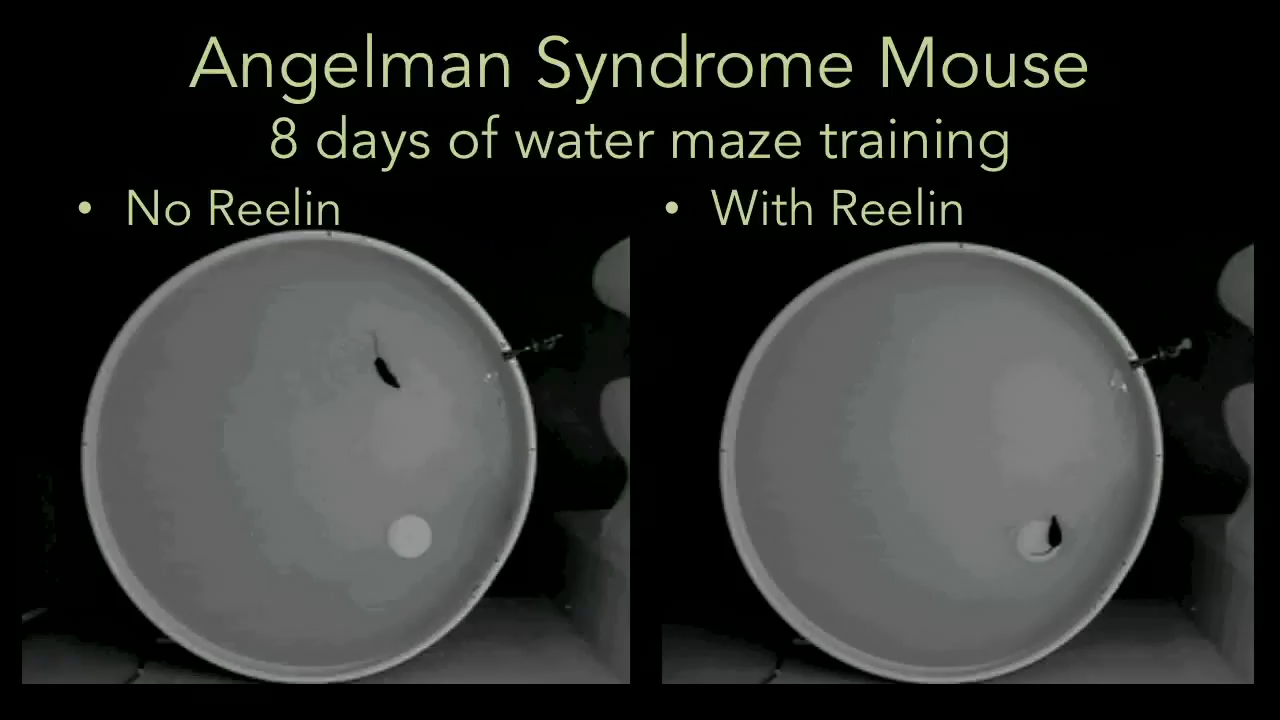 Angelman Syndrome Mouse
8 days of water maze training
• No Reelin
• With Reelin